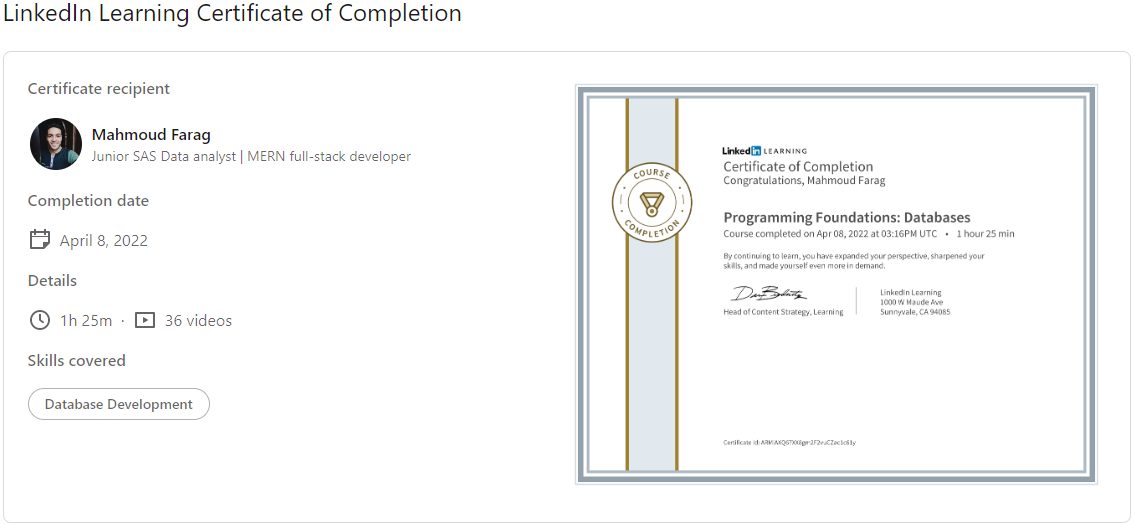 LinkedIn Learning Certificate of Completion
Certificate recipient
Mahmoud Farag
Junior SAS Data analyst | MERN full-stack developer
Completion date
April 8, 2022
Details
1h 25m · 36 videos
Skills covered
Database Development
COURSE
COMPLETION
LinkedIn LEARNING
Certificate of Completion
Congratulations, Mahmoud Farag
Programming Foundations: Databases
Course completed on Apr 08, 2022 at 03:16PM UTC • 1 hour 25 min
By continuing to learn, you have expanded your perspective, sharpened your
skills, and made yourself even more in demand.
Head of Content Strategy, Learning
LinkedIn Learning
1000 W Maude Ave
Sunnyvale, CA 94085
Certificate Id: